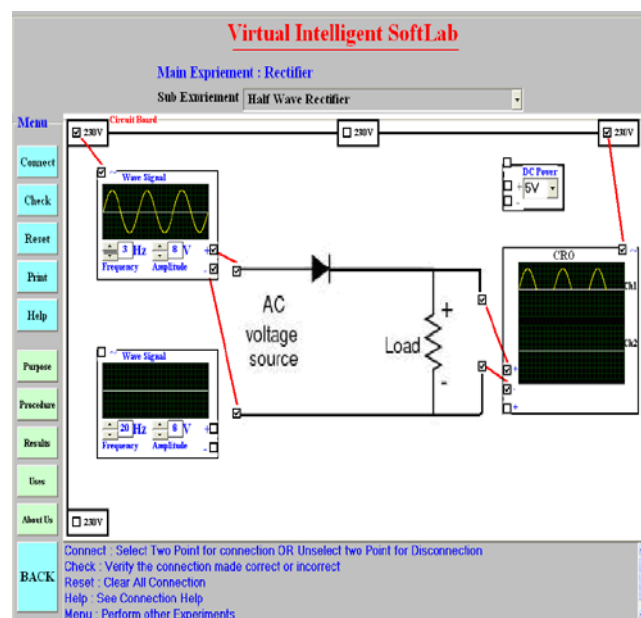 Virtual Intelligent SoftLab
Main Expriement : Rectifier
Sub Expriement Half Wave Rectifier
Menu
Circuit Board
230V
230V
230V
Connect
Check
Reset
Print
Help
Purpose
Procedure
Results
Uses
About Us
BACK
~ Wave Signal
3 Hz 8 V +
-
Frequency Amplitude
DC Power
+ 5V
-
~
CRO
Ch1
Ch2
+
-
+
AC
voltage
source
+
Load
-
~ Wave Signal
20 Hz 8 V +
-
Frequency Amplitude
230V
Connect : Select Two Point for connection OR Unselect two Point for Disconnection
Check : Verify the connection made correct or incorrect
Reset : Clear All Connection
Help : See Connection Help
Menu : Perform other Experiments